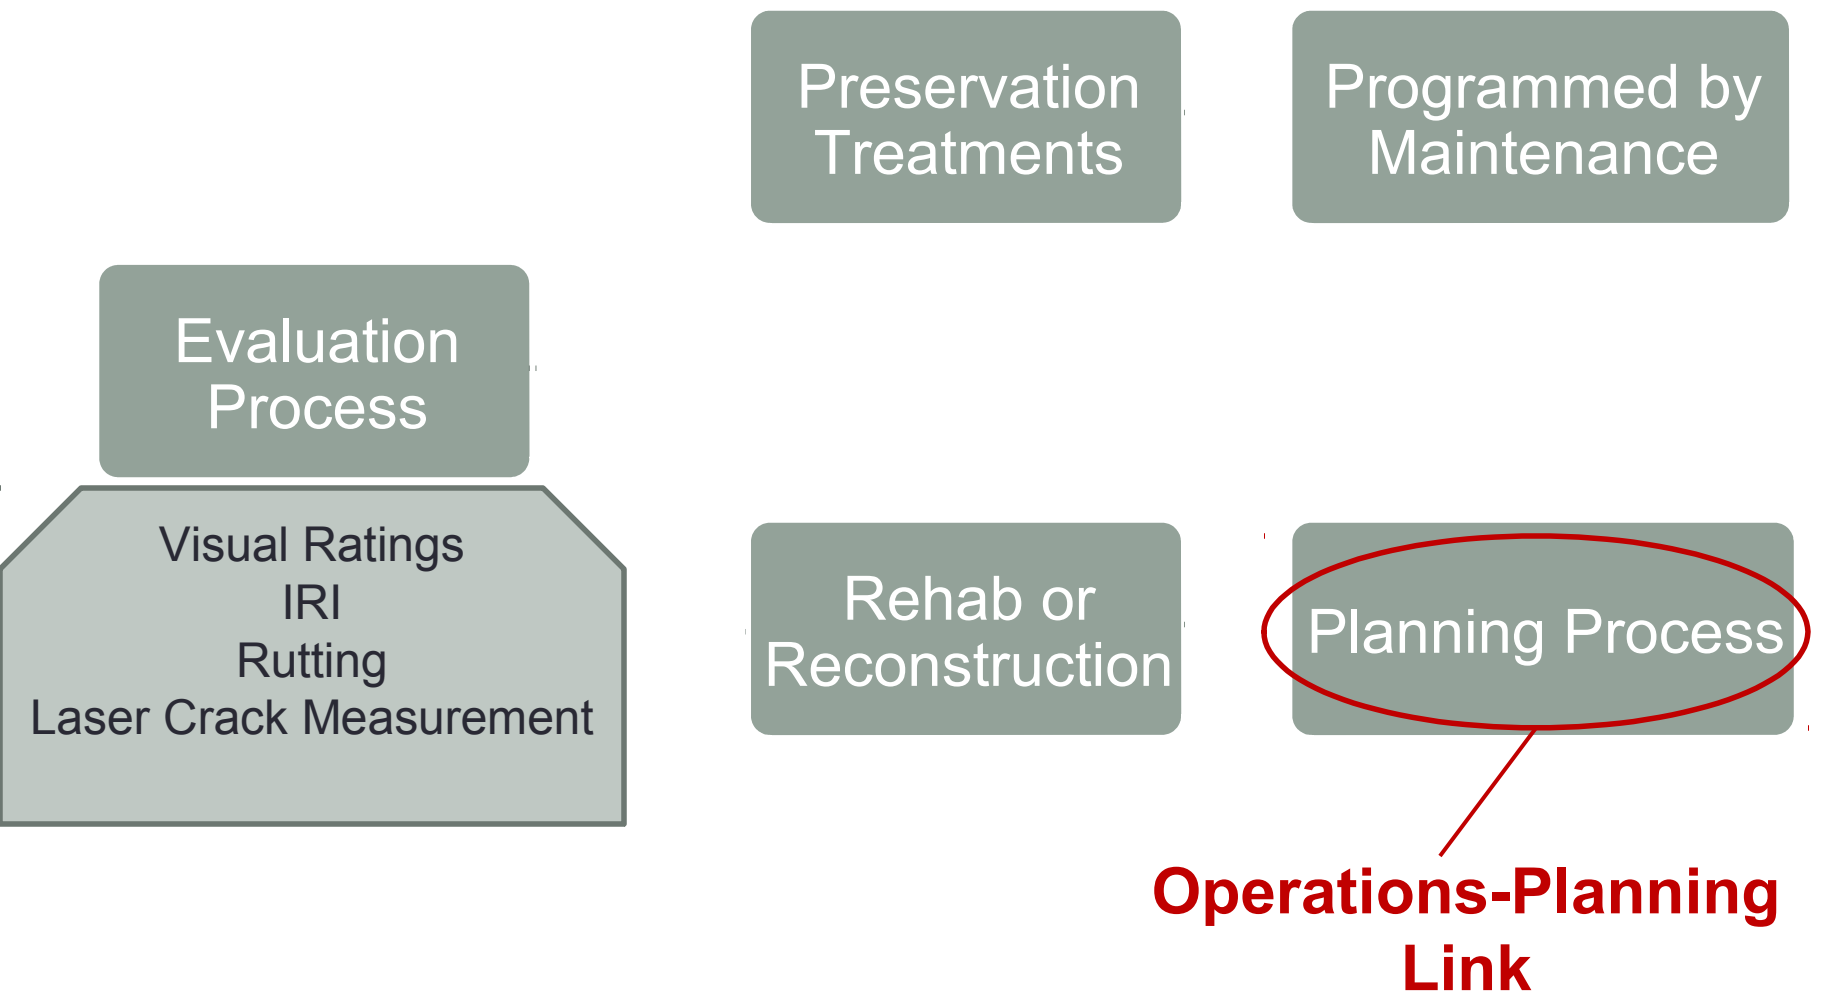 Preservation
Treatments
Programmed by
Maintenance
Evaluation
Process
Visual Ratings
IRI
Rutting
Laser Crack Measurement
Rehab or
Reconstruction
Planning Process
Operations-Planning
Link